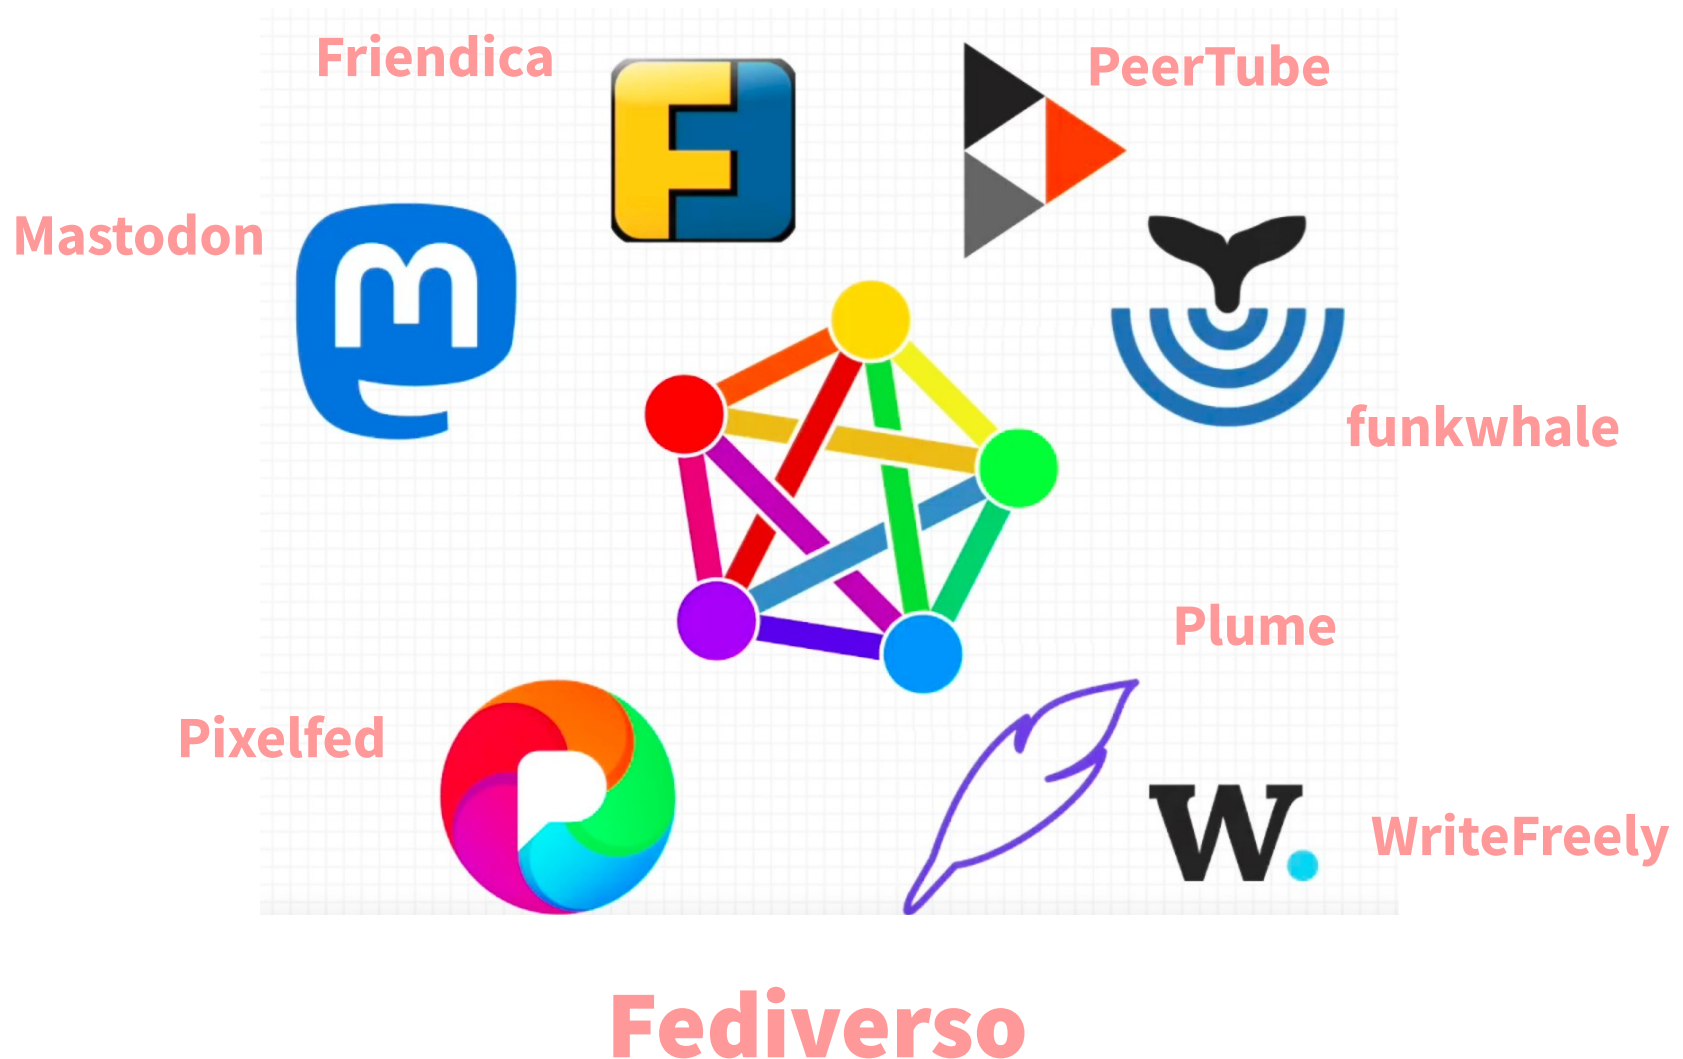 Friendica
PeerTube
Mastodon
funkwhale
Plume
Pixelfed
W.
WriteFreely
Fediverso